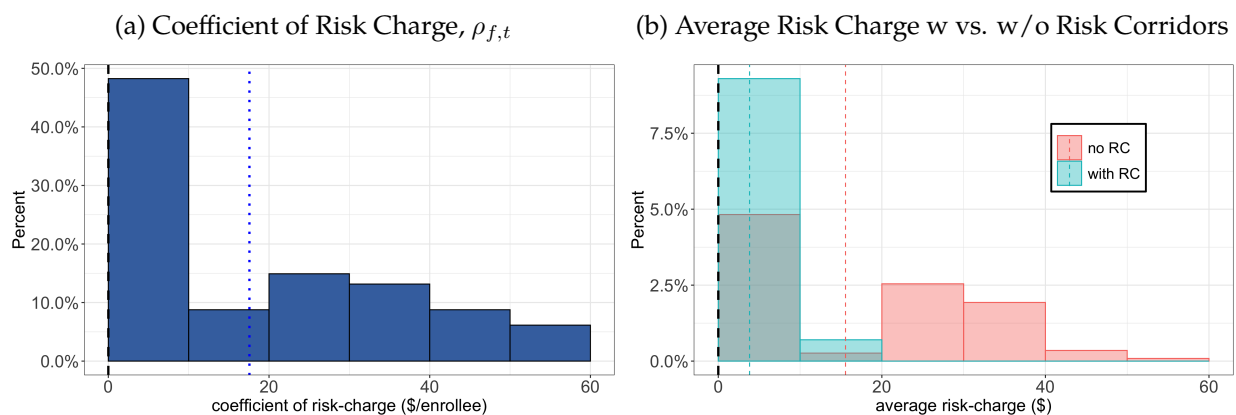 (a) Coefficient of Risk Charge, ρf,t
50.0%
40.0%
30.0%
20.0%
10.0%
0.0%
Percent
0 20 40 60
coefficient of risk-charge ($/enrollee)
(b) Average Risk Charge w vs. w/o Risk Corridors
7.5%
5.0%
2.5%
0.0%
Percent
no RC
with RC
0 20 40 60
average risk-charge ($)